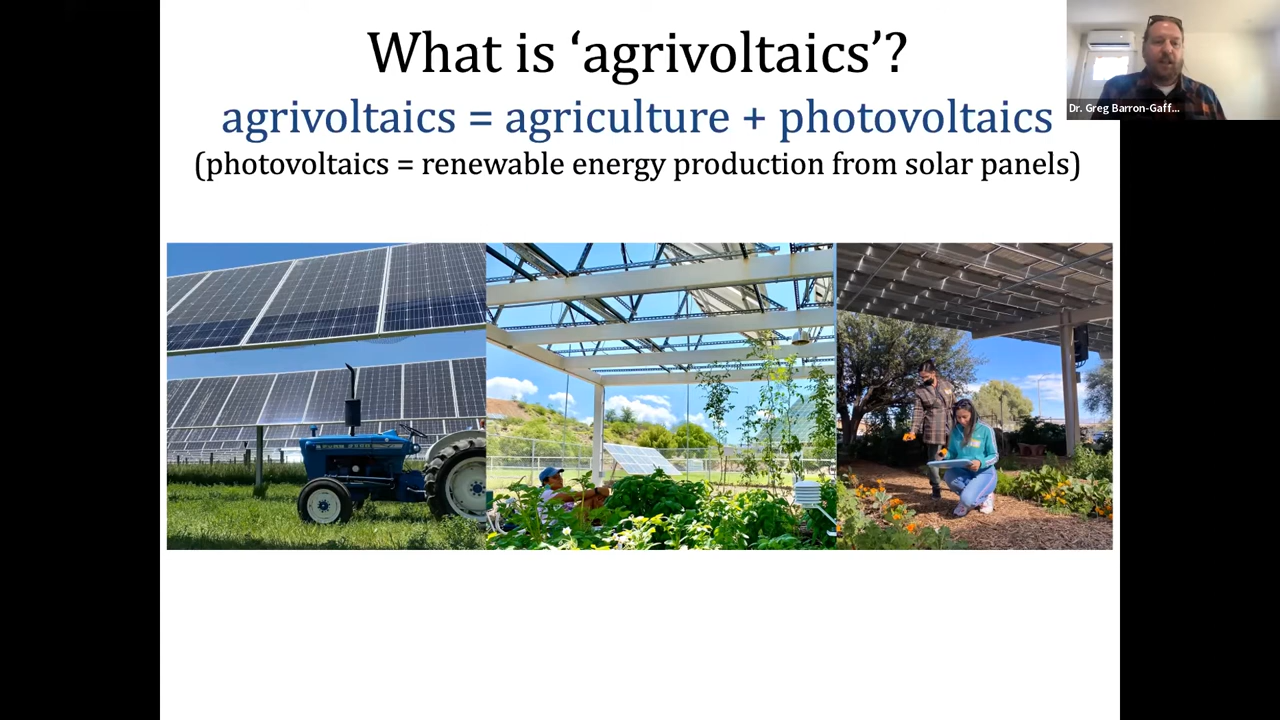 What is ‘agrivoltaics’?
agrivoltaics = agriculture + photovoltaics
(photovoltaics = renewable energy production from solar panels)
Dr. Greg Barron-Gaff...